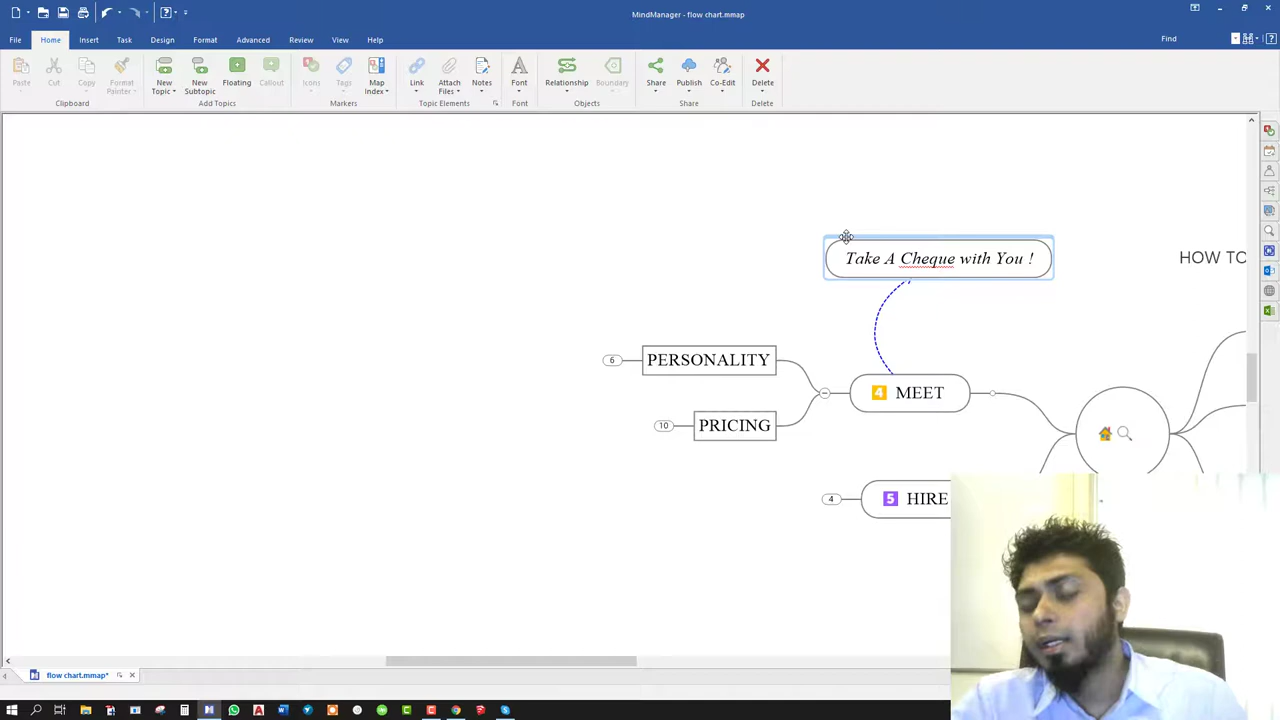 MindManager - flow chart.mmap
File Home Insert Task Design Format Advanced Review View Help Find
Paste Cut Copy Format Painter New Topic New Subtopic Floating Callout Icons Tags Map Index Link Attach Files Notes Font Relationship Boundary Share Publish Co-Edit Delete
Clipboard Add Topics Markers Topic Elements Font Objects Share Delete
Take A Cheque with You !
HOW TO
6 PERSONALITY
4 MEET
10 PRICING
4 5 HIRE
flow chart.mmap*